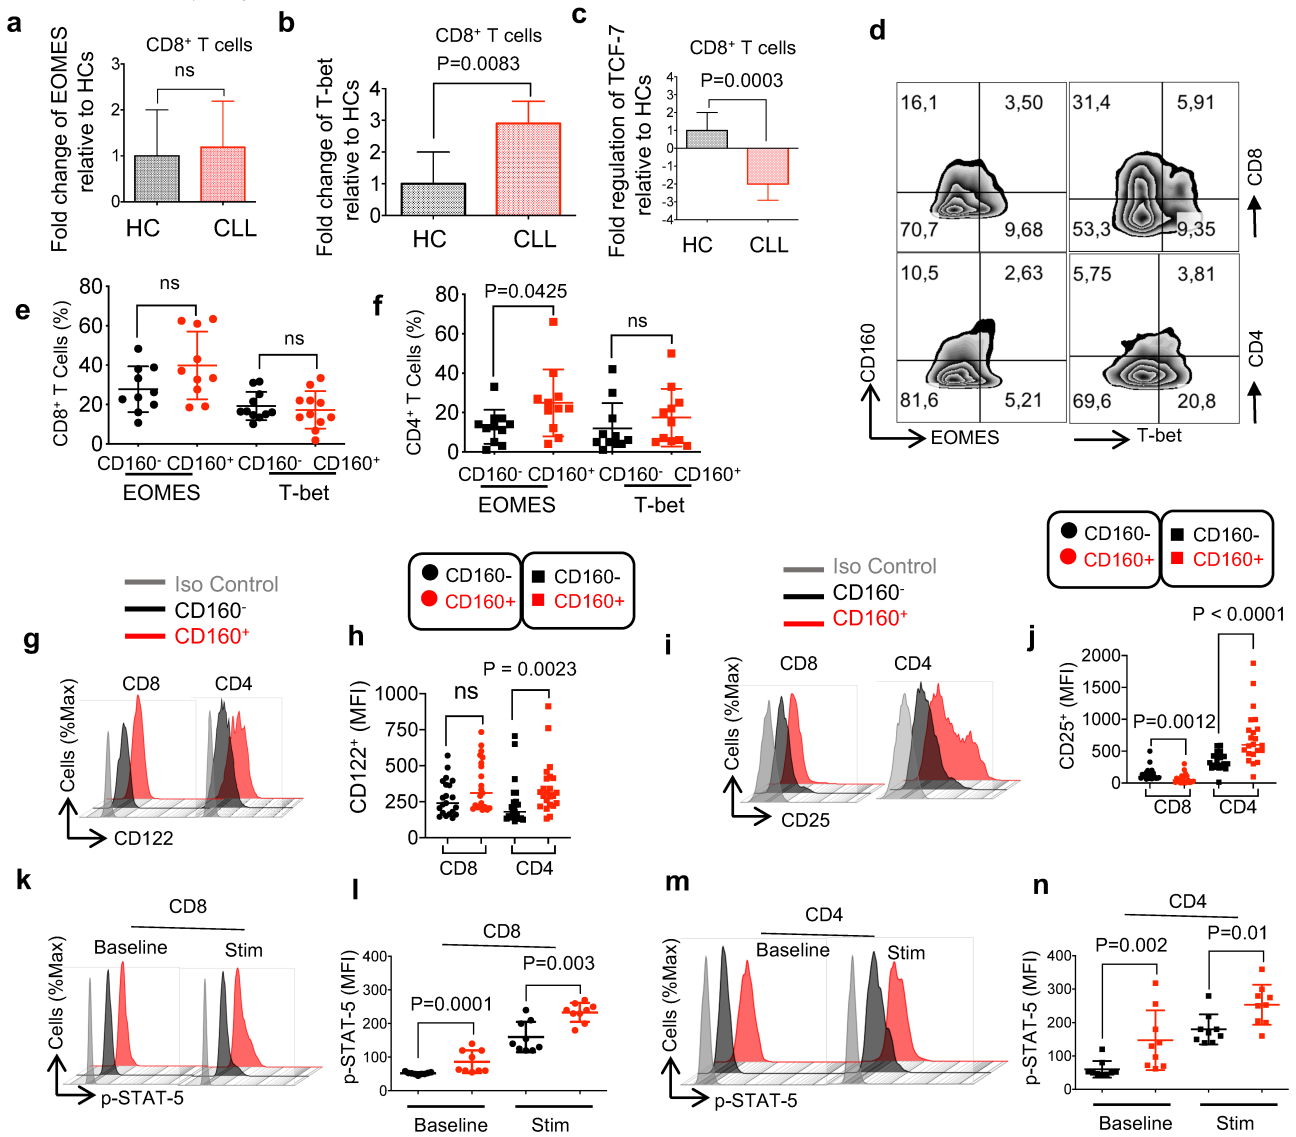 a
Fold change of EOMES
relative to HCs
CD8+ T cells
ns
3
2
1
0
HC
CLL
b
Fold change of T-bet
relative to HCs
CD8+ T cells
P=0.0083
4
3
2
1
0
HC
CLL
c
Fold regulation of TCF-7
relative to HCs
CD8+ T cells
P=0.0003
4
3
2
1
0
-2
-3
-4
HC
CLL
d
16,1
3,50
70,7
9,68
31,4
5,91
53,3
9,35
CD8
10,5
2,63
81,6
5,21
5,75
3,81
69,6
20,8
CD4
CD160
EOMES
T-bet
e
CD8+ T Cells (%)
80
60
40
20
0
ns
ns
CD160- CD160+ CD160- CD160+
EOMES
T-bet
f
CD4+ T Cells (%)
80
60
40
20
0
P=0.0425
ns
CD160- CD160+ CD160- CD160+
EOMES
T-bet
Iso Control
CD160-
CD160+
g
CD8
CD4
Cells (%Max)
CD122
CD160-
CD160+
CD160-
CD160+
h
CD122+ (MFI)
1000
750
500
250
0
ns
P = 0.0023
CD8
CD4
Iso Control
CD160-
CD160+
i
CD8
CD4
Cells (%Max)
CD25
CD160-
CD160+
CD160-
CD160+
j
CD25+ (MFI)
P < 0.0001
2000
1500
1000
500
0
P=0.0012
CD8
CD4
k
CD8
Baseline
Stim
Cells (%Max)
p-STAT-5
l
CD8
p-STAT-5 (MFI)
400
300
200
100
0
P=0.0001
P=0.003
Baseline
Stim
m
CD4
Baseline
Stim
Cells (%Max)
p-STAT-5
n
CD4
p-STAT-5 (MFI)
400
300
200
100
0
P=0.002
P=0.01
Baseline
Stim